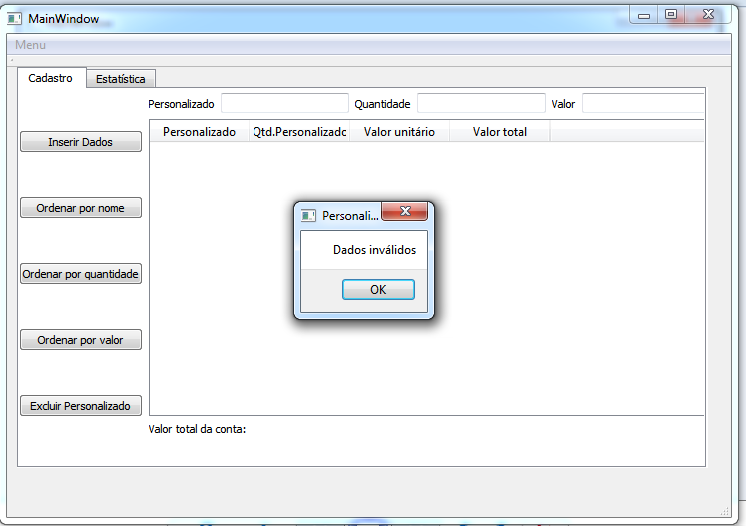 MainWindow
Menu
Cadastro Estatística
Personalizado Quantidade Valor
Personalizado Qtd.Personalizado Valor unitário Valor total
Inserir Dados
Ordenar por nome
Personali...
Dados inválidos
Ordenar por quantidade
OK
Ordenar por valor
Excluir Personalizado
Valor total da conta: